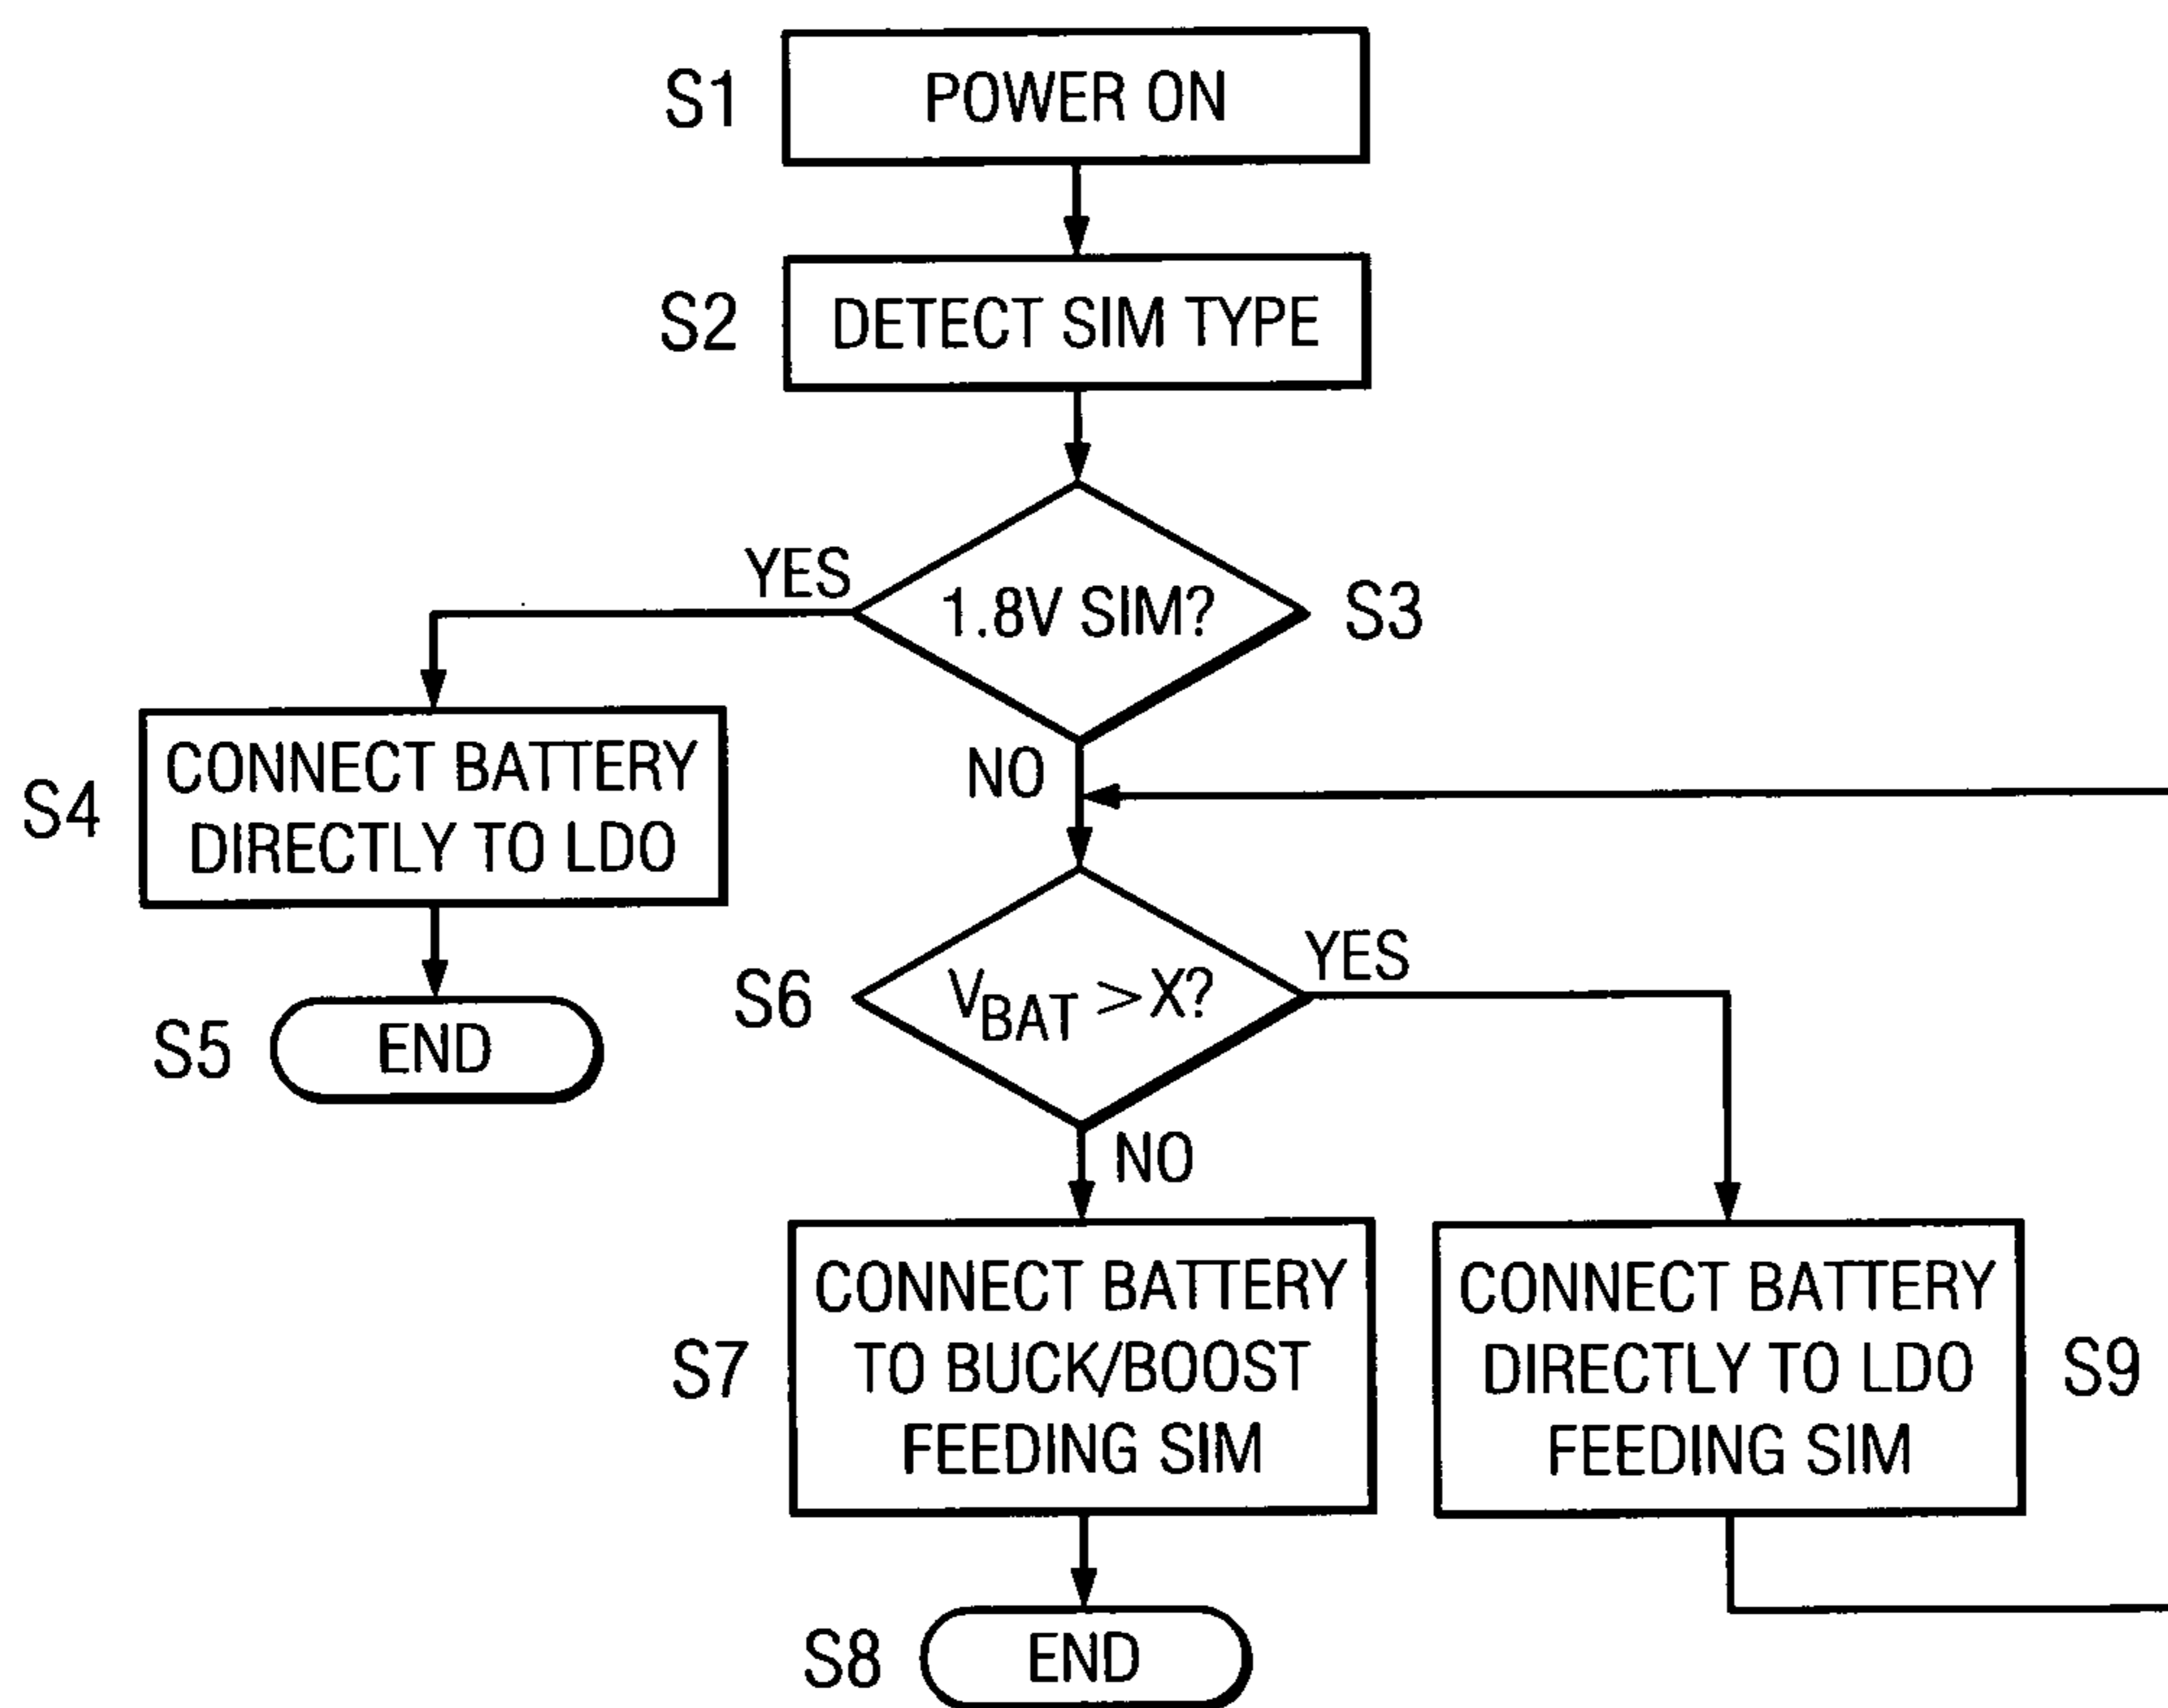 S1
POWER ON
S2
DETECT SIM TYPE
YES
1.8V SIM?
S3
NO
S4
CONNECT BATTERY
DIRECTLY TO LDO
S5
END
S6
VBAT >X?
YES
NO
S7
CONNECT BATTERY
TO BUCK/BOOST
FEEDING SIM
CONNECT BATTERY
DIRECTLY TO LDO
FEEDING SIM
S9
S8
END